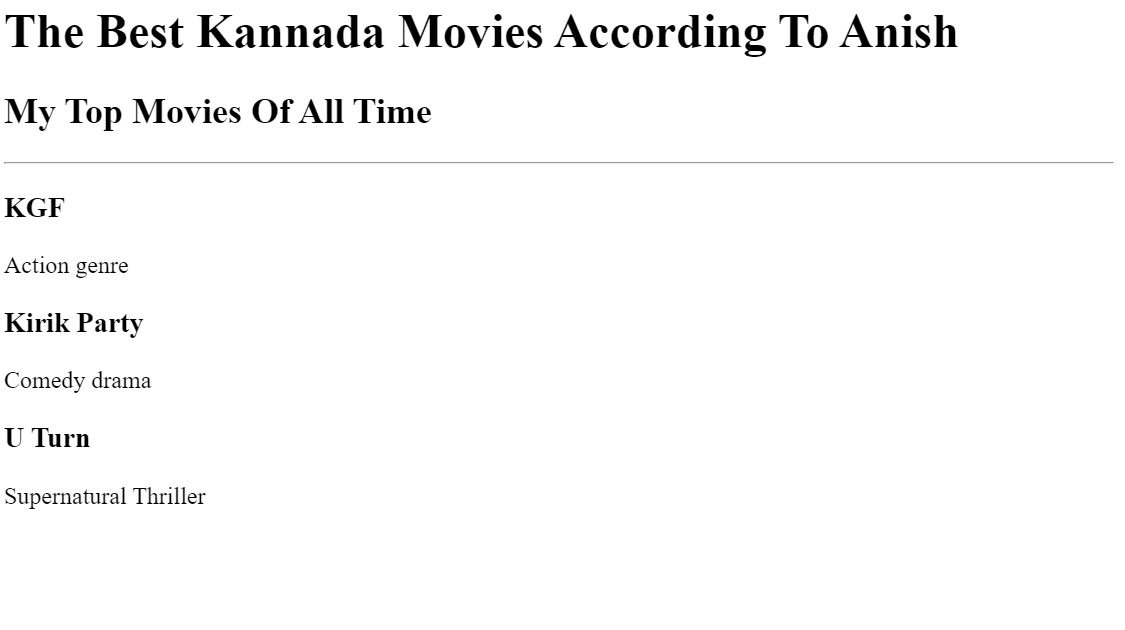 The Best Kannada Movies According To Anish
My Top Movies Of All Time
KGF
Action genre
Kirik Party
Comedy drama
U Turn
Supernatural Thriller